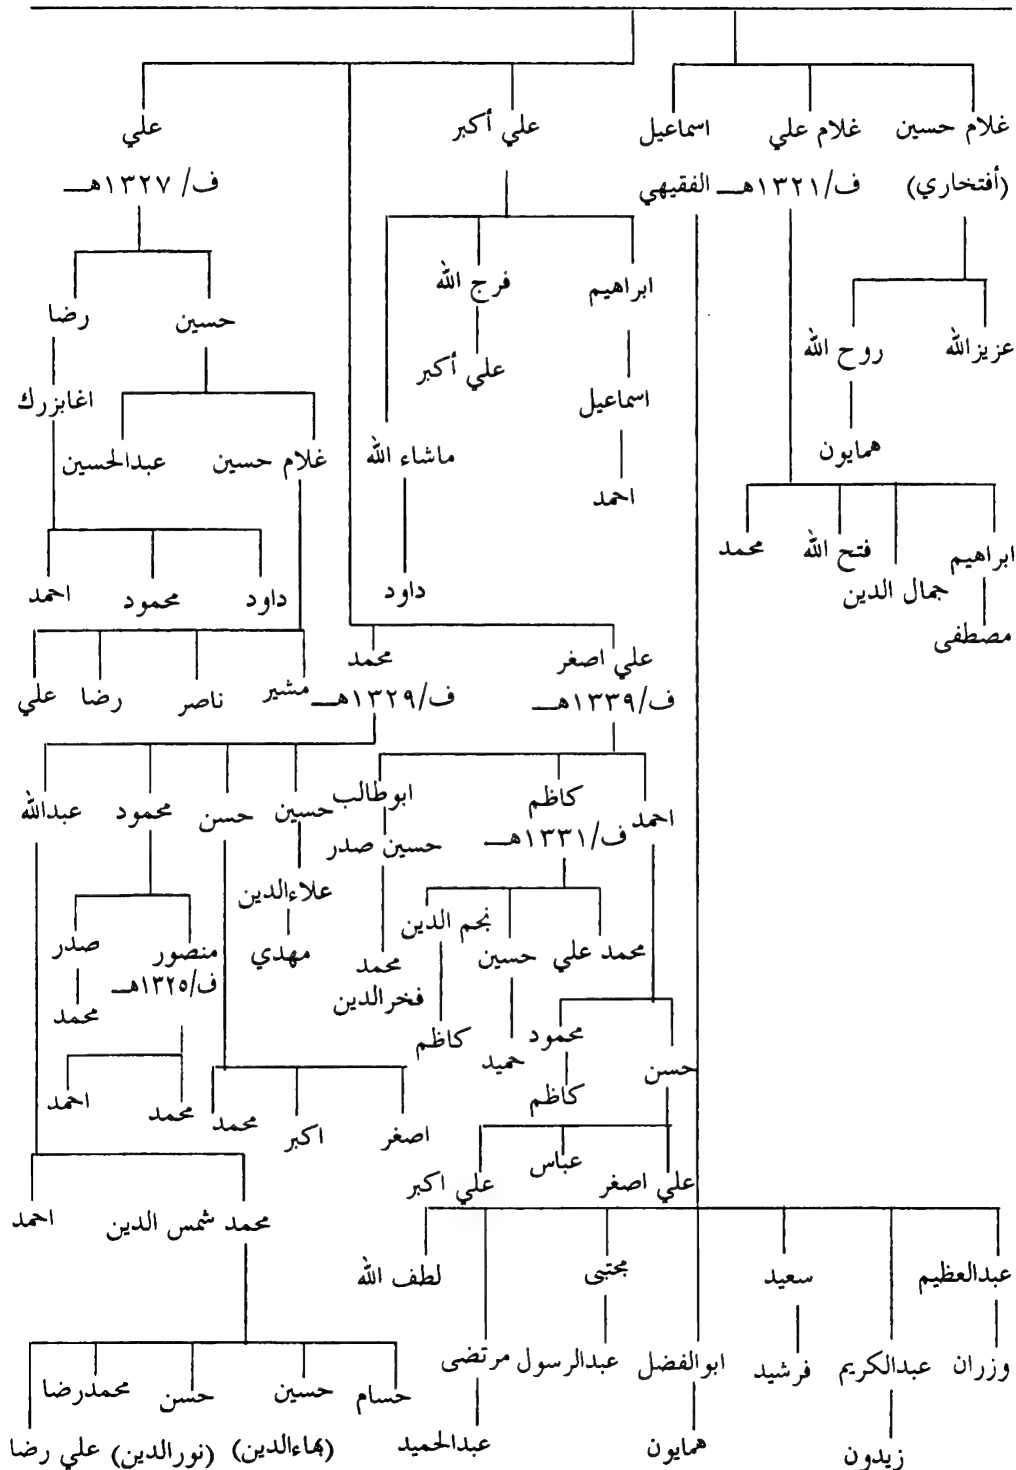 غلام حسين غلام علي اسماعيل علي أكبر علي
(أفتخاري) ف/١٣٢١هـ الفقيهي ف/ ١٣٢٧هـ
ابراهيم فرج الله حسين رضا
عزيزالله روح الله علي أكبر اغابزرك
اسماعيل
همايون ماشاء الله غلام حسين عبدالحسين
احمد
ابراهيم جمال الدين فتح الله محمد
داود داود محمود احمد
مصطفى
علي اصغر محمد مشير ناصر رضا علي
ف/١٣٣٩هـ ف/١٣٢٩هـ
احمد كاظم ابوطالب حسين حسن محمود عبدالله
ف/١٣٣١هـ حسين صدر
علاءالدين
محمد علي حسين نجم الدين محمد مهدي منصور صدر
فخرالدين ف/١٣٢٥هـ
محمد
حسن محمود حميد كاظم
كاظم محمد احمد
اصغر اكبر محمد
علي اصغر عباس علي اكبر
محمد شمس الدين احمد
عبدالعظيم سعيد مجتبى لطف الله
وزران عبدالكريم فرشيد ابوالفضل عبدالرسول مرتضى
حسام حسين حسن محمدرضا
زيدون همايون عبدالحميد (بهاءالدين) (نورالدين) علي رضا